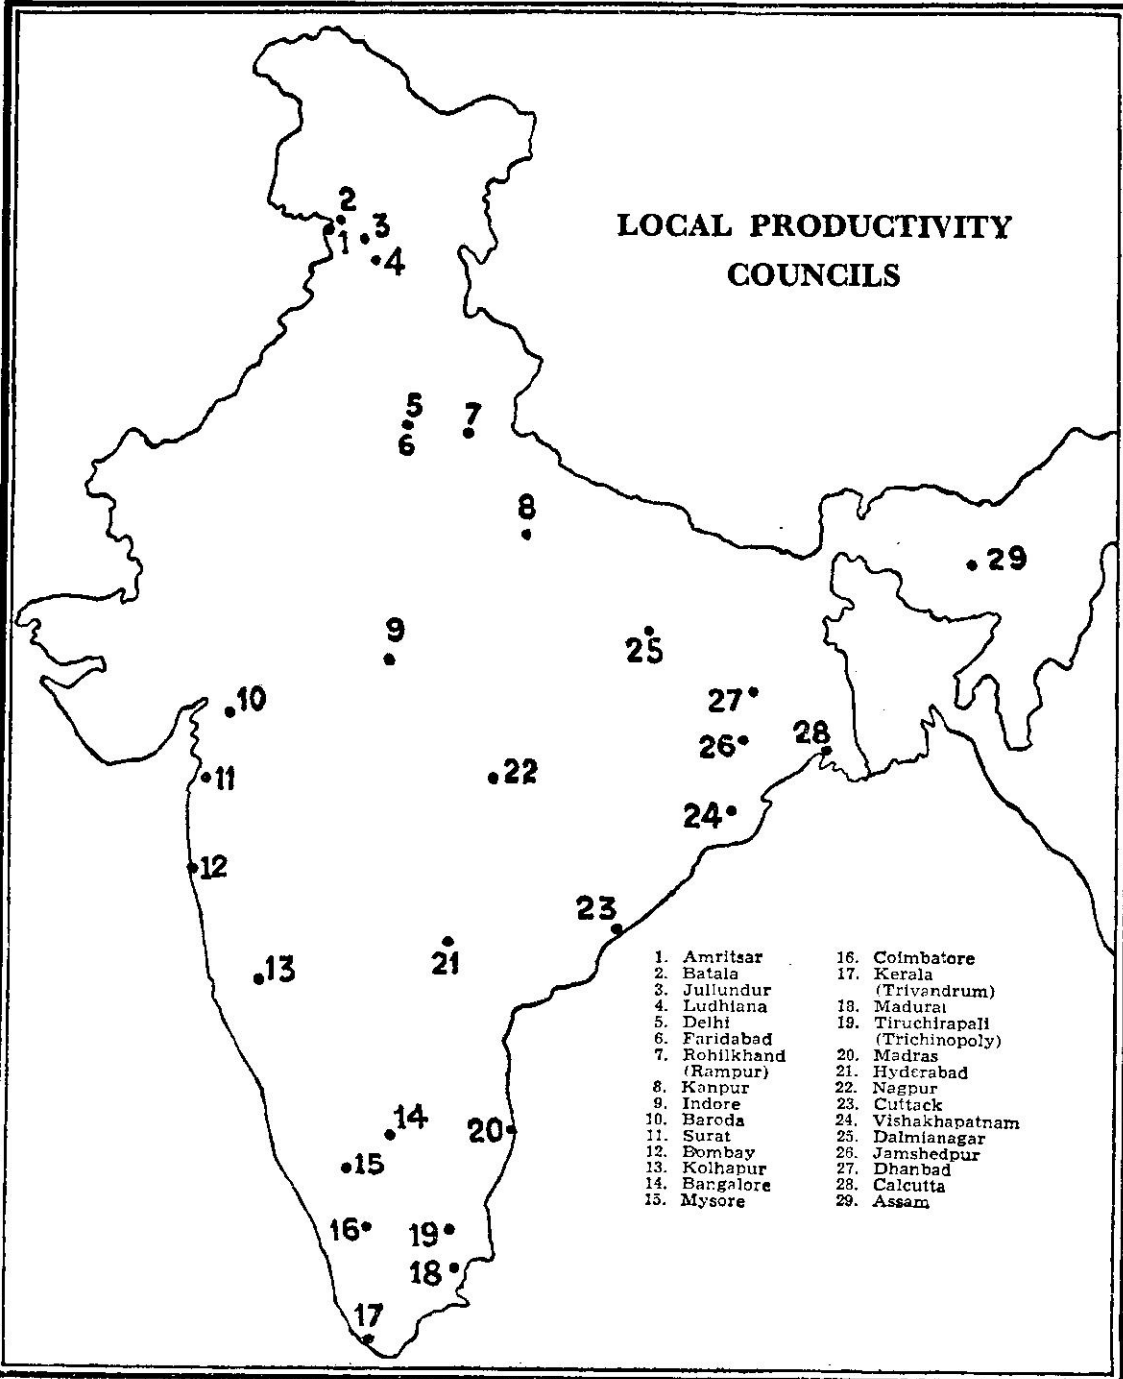 LOCAL PRODUCTIVITY
COUNCILS
2
3
1
4
5
7
6
8
29
9
25
10
27
28
26
22
11
24
12
23
21
13
14
20
15
16
19
18
17
1. Amritsar
2. Batala
3. Jullundur
4. Ludhiana
5. Delhi
6. Faridabad
7. Rohilkhand
(Rampur)
8. Kanpur
9. Indore
10. Baroda
11. Surat
12. Bombay
13. Kolhapur
14. Bangalore
15. Mysore
16. Coimbatore
17. Kerala
(Trivandrum)
18. Madurai
19. Tiruchirapali
(Trichinopoly)
20. Madras
21. Hyderabad
22. Nagpur
23. Cuttack
24. Vishakhapatnam
25. Dalmianagar
26. Jamshedpur
27. Dhanbad
28. Calcutta
29. Assam